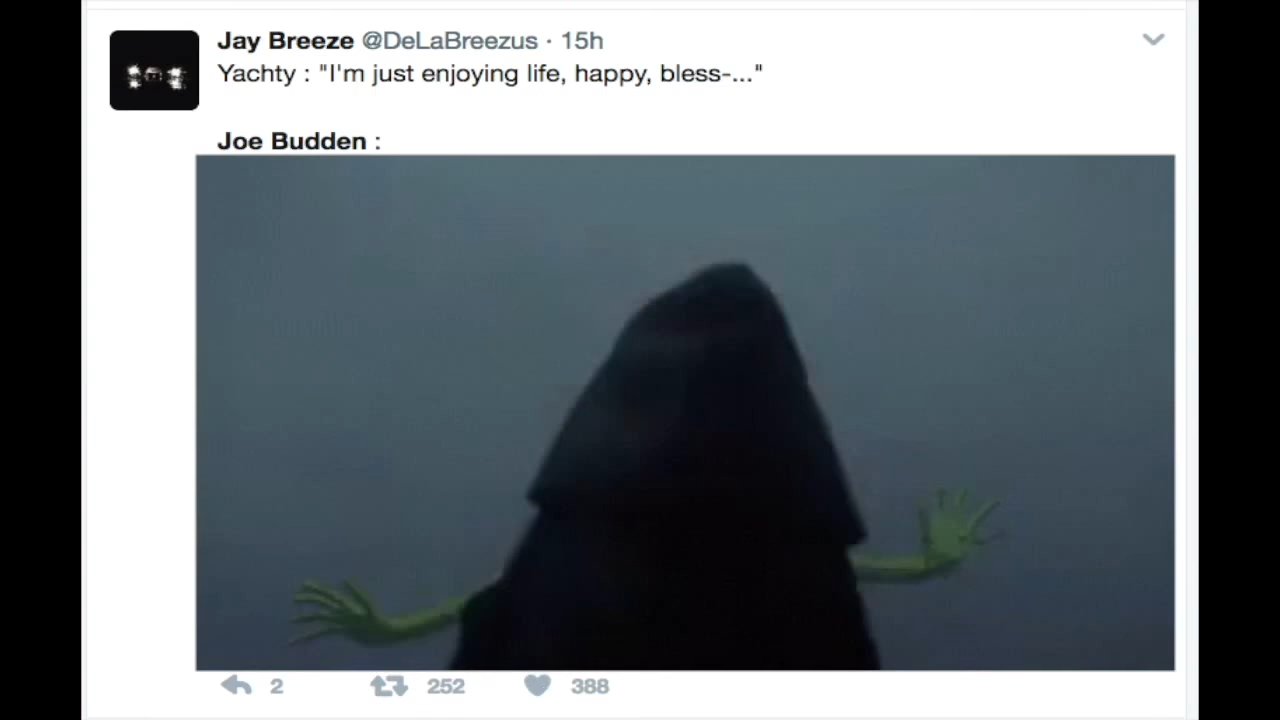 Jay Breeze @DeLaBreezus · 15h
Yachty : "I'm just enjoying life, happy, bless-..."
Joe Budden :
2 252 388